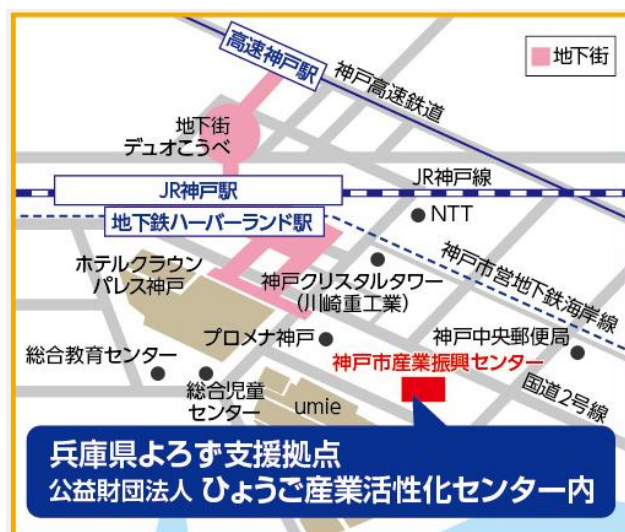 高速神戸駅
神戸高速鉄道
地下街
地下街
デュオこうべ
JR神戸駅
JR神戸線
地下鉄ハーバーランド駅
NTT
ホテルクラウン
パレス神戸
神戸クリスタルタワー
(川崎重工業)
神戸市営地下鉄海岸線
プロメナ神戸
神戸中央郵便局
総合教育センター
神戸市産業振興センター
総合児童
センター
umie
国道2号線
兵庫県よろず支援拠点
公益財団法人 ひょうご産業活性化センター内